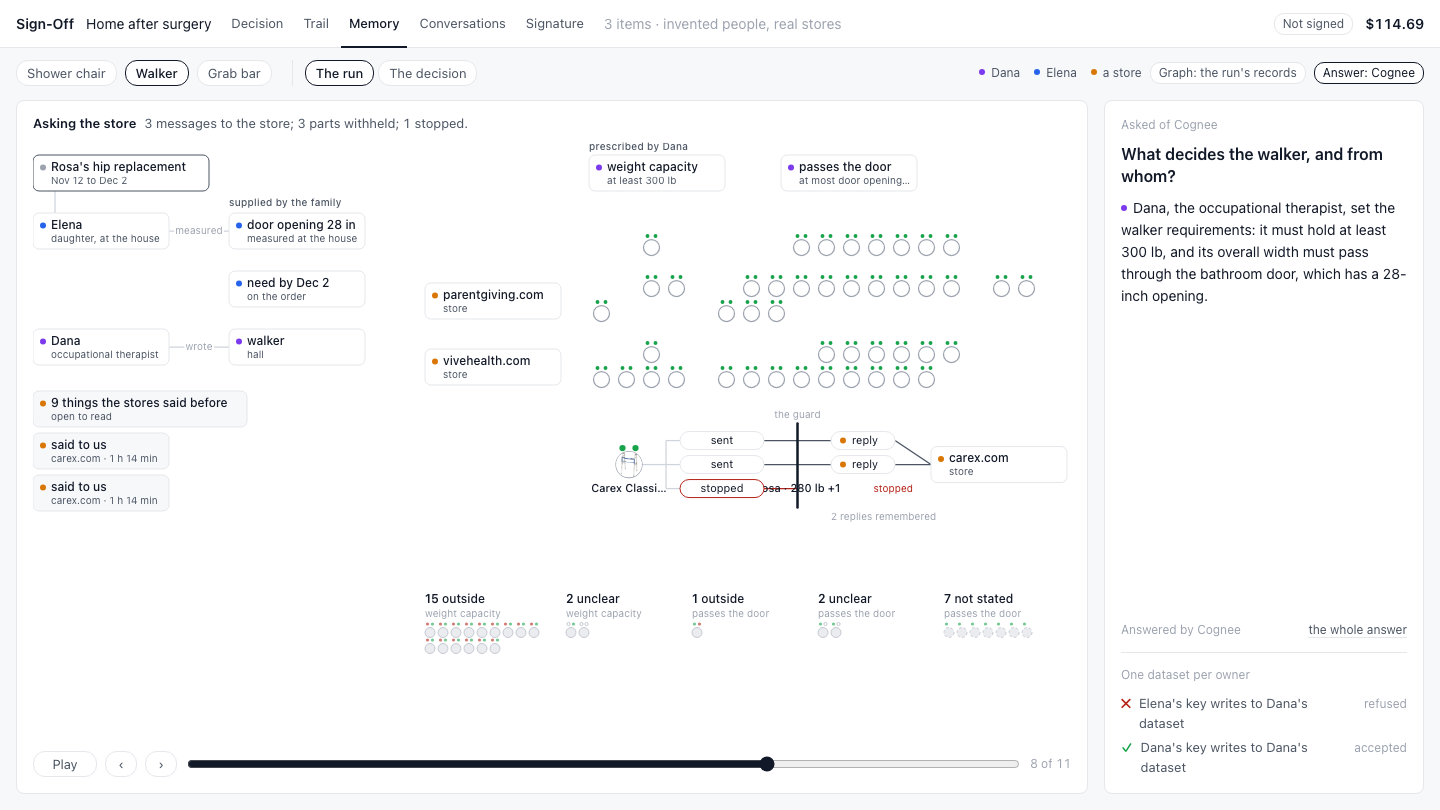 Sign-Off Home after surgery Decision Trail Memory Conversations Signature 3 items · invented people, real stores Not signed $114.69
Shower chair Walker Grab bar The run The decision Dana Elena a store Graph: the run's records Answer: Cognee
Asking the store 3 messages to the store; 3 parts withheld; 1 stopped.
prescribed by Dana
Rosa's hip replacement
Nov 12 to Dec 2
weight capacity
at least 300 lb
passes the door
at most door opening...
supplied by the family
Elena
daughter, at the house
measured
door opening 28 in
measured at the house
need by Dec 2
on the order
parentgiving.com
store
Dana
occupational therapist
wrote
walker
hall
vivehealth.com
store
9 things the stores said before
open to read
said to us
carex.com · 1 h 14 min
said to us
carex.com · 1 h 14 min
the guard
sent
reply
sent
reply
carex.com
store
Carex Classi...
stopped
osa · 280 lb +1
stopped
2 replies remembered
15 outside
weight capacity
2 unclear
weight capacity
1 outside
passes the door
2 unclear
passes the door
7 not stated
passes the door
Play ‹ › 8 of 11
Asked of Cognee
What decides the walker, and from
whom?
Dana, the occupational therapist, set the
walker requirements: it must hold at least
300 lb, and its overall width must pass
through the bathroom door, which has a 28-
inch opening.
Answered by Cognee the whole answer
One dataset per owner
Elena's key writes to Dana's refused
dataset
Dana's key writes to Dana's accepted
dataset